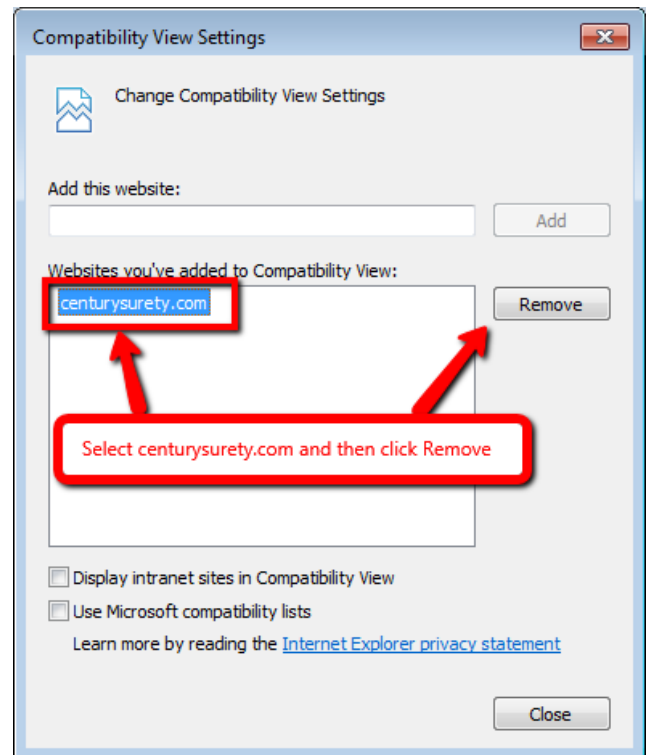 Compatibility View Settings
Change Compatibility View Settings
Add this website:
Add
Websites you've added to Compatibility View:
centurysurety.com
Remove
Select centurysurety.com and then click Remove
Display intranet sites in Compatibility View
Use Microsoft compatibility lists
Learn more by reading the Internet Explorer privacy statement
Close